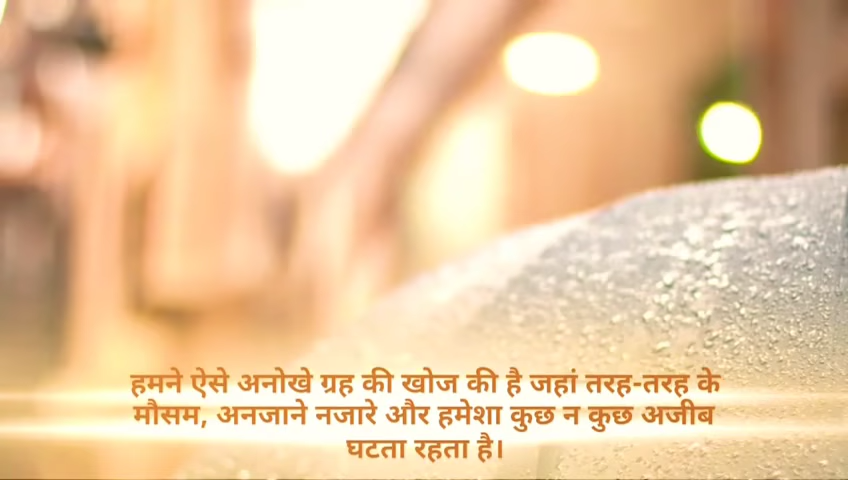 हमने ऐसे अनोखे ग्रह की खोज की है जहां तरह-तरह के
मौसम, अनजाने नजारे और हमेशा कुछ न कुछ अजीब
घटता रहता है।